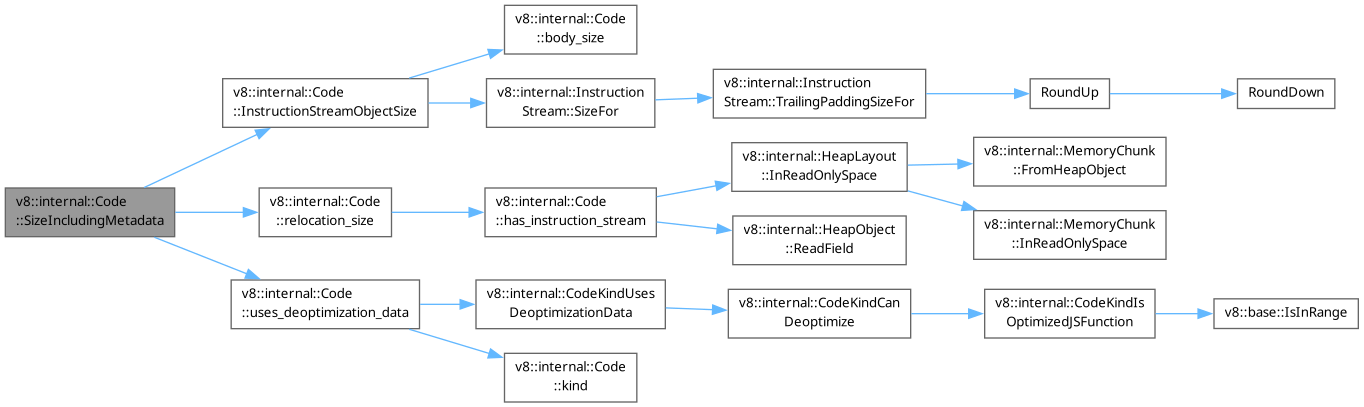 v8::internal::Code
::SizeIncludingMetadata
v8::internal::Code
::InstructionStreamObjectSize
v8::internal::Code
::body_size
v8::internal::Instruction
Stream::SizeFor
v8::internal::Instruction
Stream::TrailingPaddingSizeFor
RoundUp
RoundDown
v8::internal::Code
::relocation_size
v8::internal::Code
::has_instruction_stream
v8::internal::HeapLayout
::InReadOnlySpace
v8::internal::MemoryChunk
::FromHeapObject
v8::internal::MemoryChunk
::InReadOnlySpace
v8::internal::HeapObject
::ReadField
v8::internal::Code
::uses_deoptimization_data
v8::internal::CodeKindUses
DeoptimizationData
v8::internal::CodeKindCan
Deoptimize
v8::internal::CodeKindIs
OptimizedJSFunction
v8::base::IsInRange
v8::internal::Code
::kind